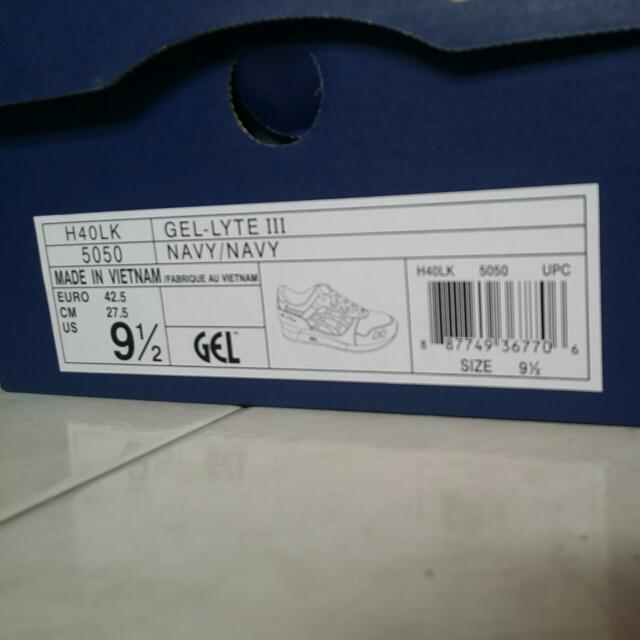 H40LK GEL-LYTE III
5050 NAVY/NAVY
MADE IN VIETNAM /FABRIQUE AU VIETNAM
EURO 42.5
CM 27.5
US 9½
GEL™
H40LK 5050 UPC
8 87749 36770 6
SIZE 9½